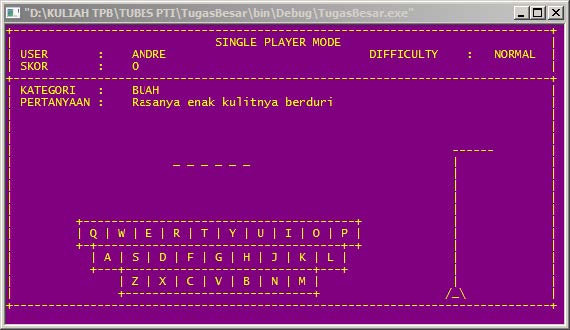 "D:\KULIAH TPB\TUBES PTI\TugasBesar\bin\Debug\TugasBesar.exe"
SINGLE PLAYER MODE
USER : ANDRE DIFFICULTY : NORMAL
SKOR : 0
KATEGORI : BUAH
PERTANYAAN : Rasanya enak kulitnya berduri
_ _ _ _ _ _
| Q | W | E | R | T | Y | U | I | O | P |
| A | S | D | F | G | H | J | K | L |
| Z | X | C | V | B | N | M |